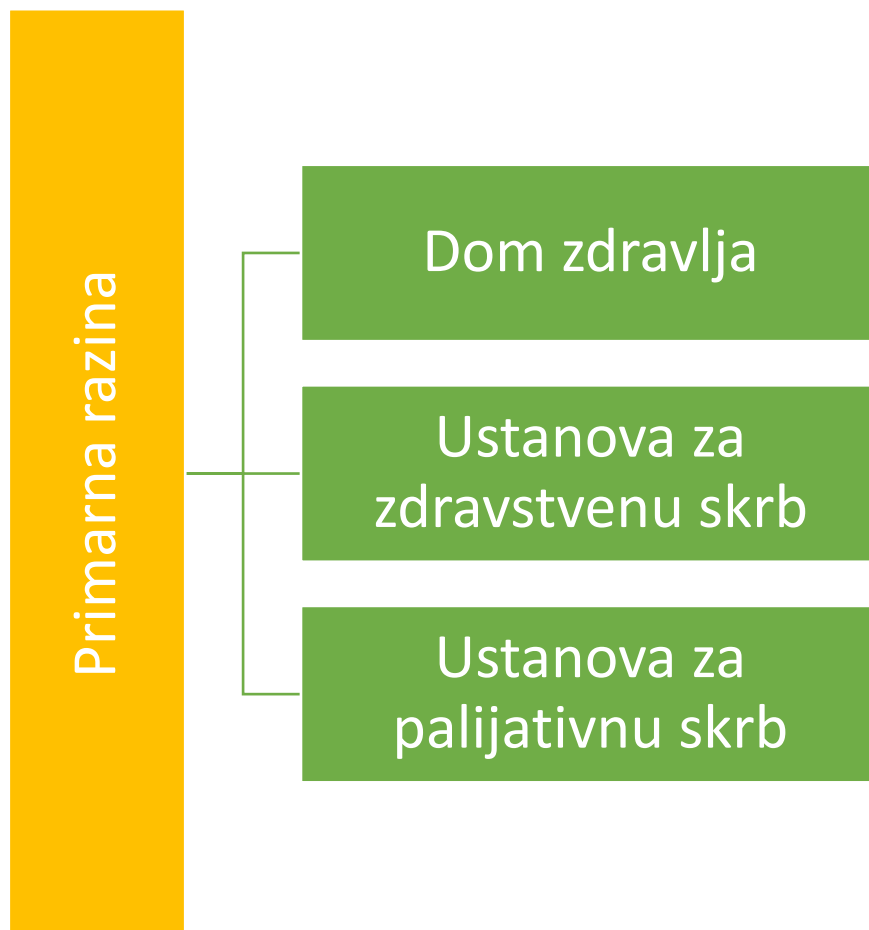 Primarna razina
Dom zdravlja
Ustanova za
zdravstvenu skrb
Ustanova za
palijativnu skrb